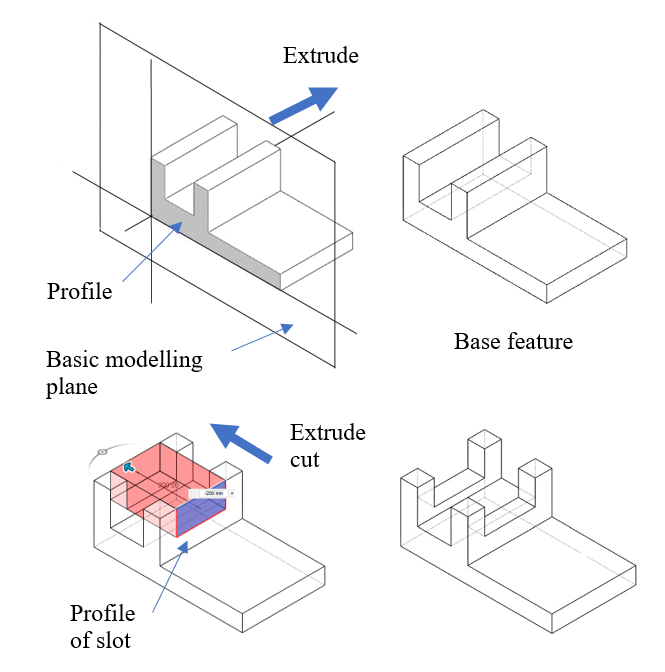 Extrude
Profile
Basic modelling
plane
Base feature
Extrude
cut
-200 mm
Profile
of slot